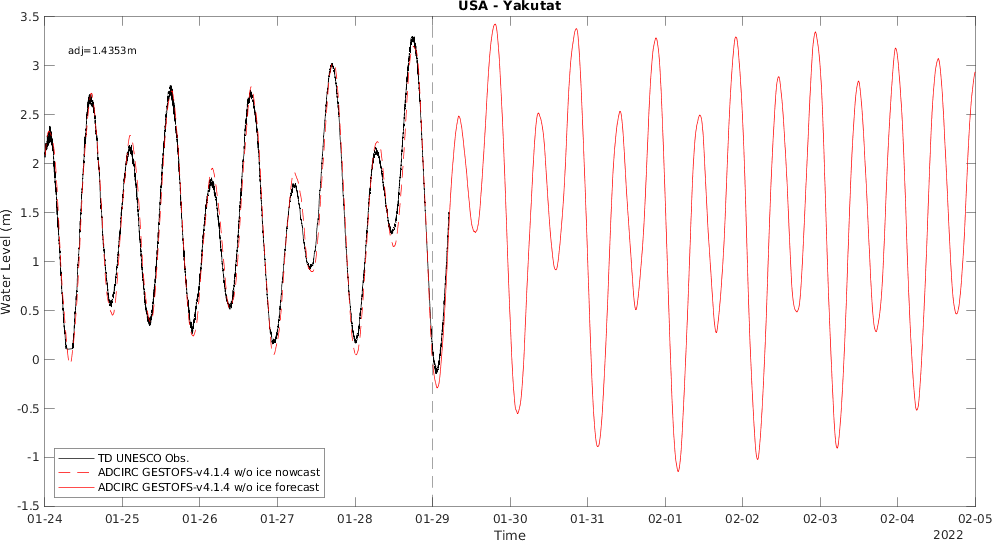 USA - Yakutat
adj=1.4353m
3.5
3
2.5
2
1.5
1
0.5
0
-0.5
-1
-1.5
Water Level (m)
TD UNESCO Obs.
ADCIRC GESTOFS-v4.1.4 w/o ice nowcast
ADCIRC GESTOFS-v4.1.4 w/o ice forecast
01-24 01-25 01-26 01-27 01-28 01-29 01-30 01-31 02-01 02-02 02-03 02-04 02-05
Time
2022